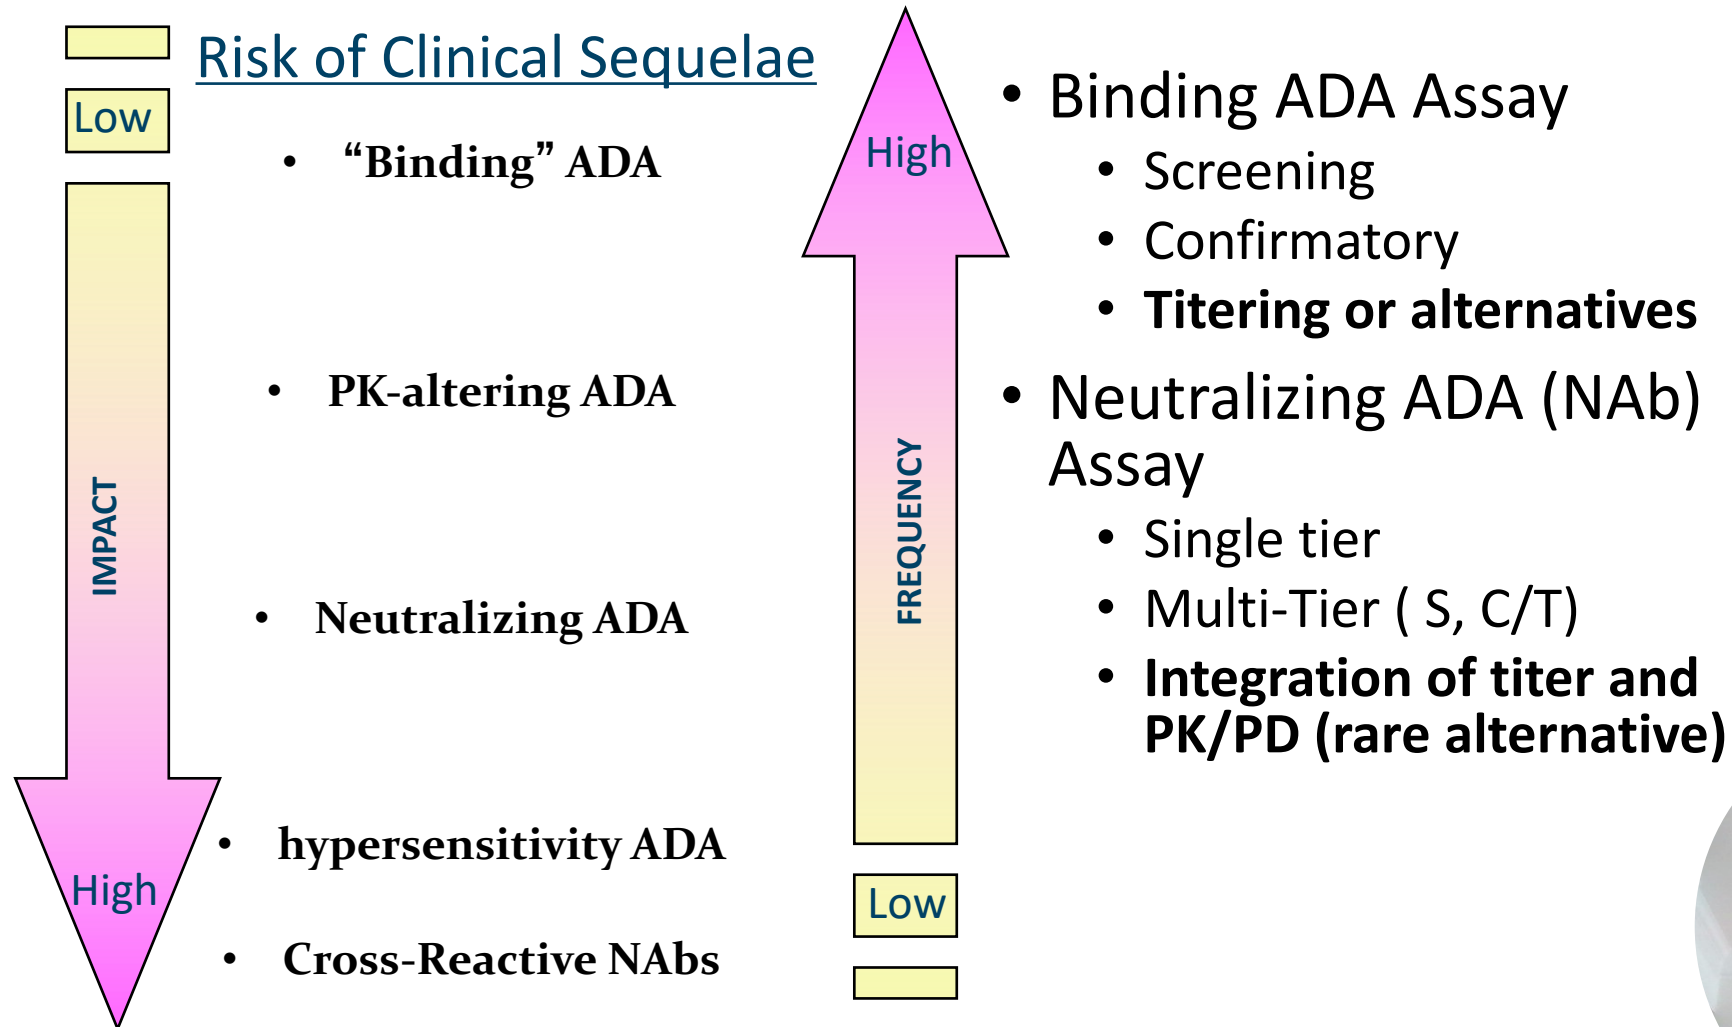 Risk of Clinical Sequelae
Low
• “Binding” ADA
• PK-altering ADA
IMPACT
• Neutralizing ADA
• hypersensitivity ADA
High
• Cross-Reactive NAbs
High
FREQUENCY
Low
• Binding ADA Assay
• Screening
• Confirmatory
• Titering or alternatives
• Neutralizing ADA (NAb)
Assay
• Single tier
• Multi-Tier ( S, C/T)
• Integration of titer and
PK/PD (rare alternative)